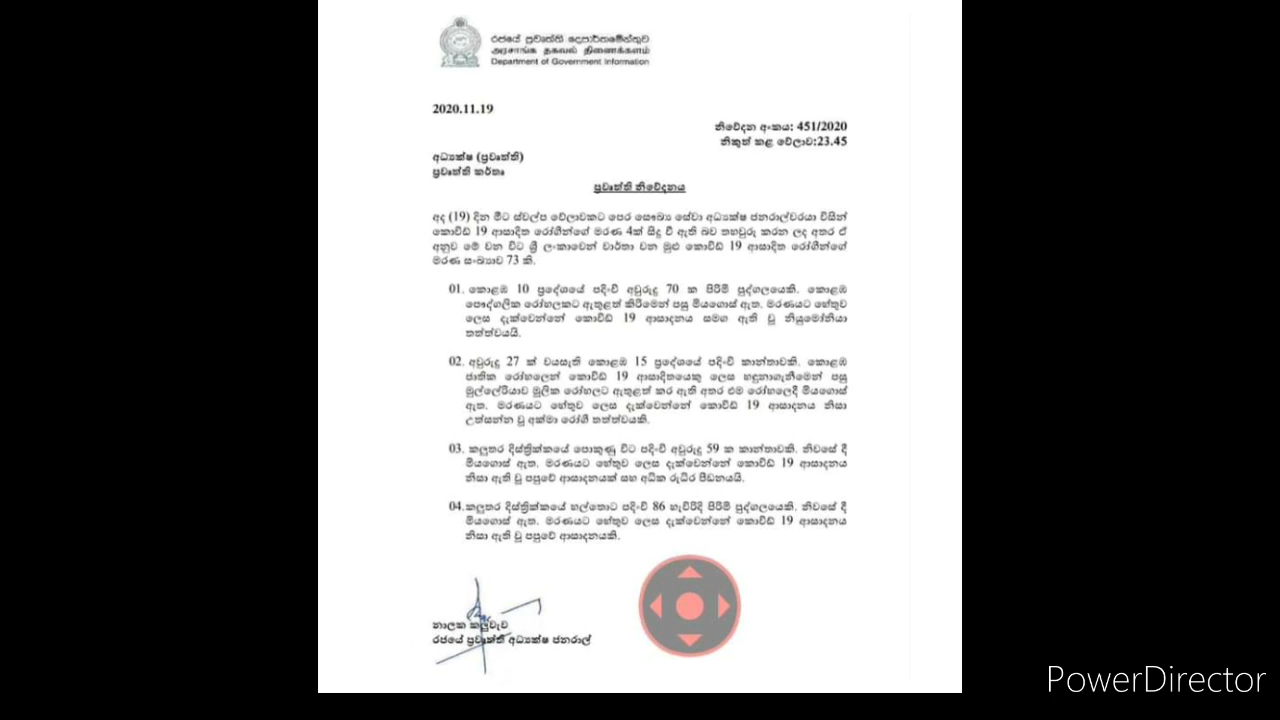 රජයේ ප්‍රවෘත්ති දෙපාර්තමේන්තුව
அரசாங்க தகவல் திணைக்களம்
Department of Government Information
2020.11.19
නිවේදන අංකය: 451/2020
නිකුත් කළ වේලාව:23.45
අධ්‍යක්ෂ (ප්‍රවෘත්ති)
ප්‍රවෘත්ති කර්තෘ
ප්‍රවෘත්ති නිවේදනය
අද (19) දින මීට ස්වල්ප වේලාවකට පෙර සෞඛ්‍ය සේවා අධ්‍යක්ෂ ජනරාල්වරයා විසින්
කොවිඩ් 19 ආසාදිත රෝගීන්ගේ මරණ 4ක් සිදු වී ඇති බව තහවුරු කරන ලද අතර ඒ
අනුව මේ වන විට ශ්‍රී ලංකාවෙන් වාර්තා වන මුළු කොවිඩ් 19 ආසාදිත රෝගීන්ගේ
මරණ සංඛ්‍යාව 73 කි.
01. කොළඹ 10 ප්‍රදේශයේ පදිංචි අවුරුදු 70 ක පිරිමි පුද්ගලයෙකි. කොළඹ
පෞද්ගලික රෝහලකට ඇතුළත් කිරීමෙන් පසු මියගොස් ඇත. මරණයට හේතුව
ලෙස දැක්වෙන්නේ කොවිඩ් 19 ආසාදනය සමග ඇති වූ නියුමෝනියා
තත්ත්වයයි.
02. අවුරුදු 27 ක් වයසැති කොළඹ 15 ප්‍රදේශයේ පදිංචි කාන්තාවකි. කොළඹ
ජාතික රෝහලෙන් කොවිඩ් 19 ආසාදිතයෙකු ලෙස හඳුනාගැනීමෙන් පසු
මුල්ලේරියාව මූලික රෝහලට ඇතුළත් කර ඇති අතර එම රෝහලෙදී මියගොස්
ඇත. මරණයට හේතුව ලෙස දැක්වෙන්නේ කොවිඩ් 19 ආසාදනය නිසා
උත්සන්න වූ අක්මා රෝගී තත්ත්වයකි.
03. කලුතර දිස්ත්‍රික්කයේ පොකුණු විට පදිංචි අවුරුදු 59 ක කාන්තාවකි. නිවසේ දී
මියගොස් ඇත. මරණයට හේතුව ලෙස දැක්වෙන්නේ කොවිඩ් 19 ආසාදනය
නිසා ඇති වූ පපුවේ ආසාදනයක් සහ අධික රුධිර පීඩනයයි.
04. කලුතර දිස්ත්‍රික්කයේ හල්තොට පදිංචි 86 හැවිරිදි පිරිමි පුද්ගලයෙකි. නිවසේ දී
මියගොස් ඇත. මරණයට හේතුව ලෙස දැක්වෙන්නේ කොවිඩ් 19 ආසාදනය
නිසා ඇති වූ පපුවේ ආසාදනයකි.
නාලක කලුවැව
රජයේ ප්‍රවෘත්ති අධ්‍යක්ෂ ජනරාල්
PowerDirector